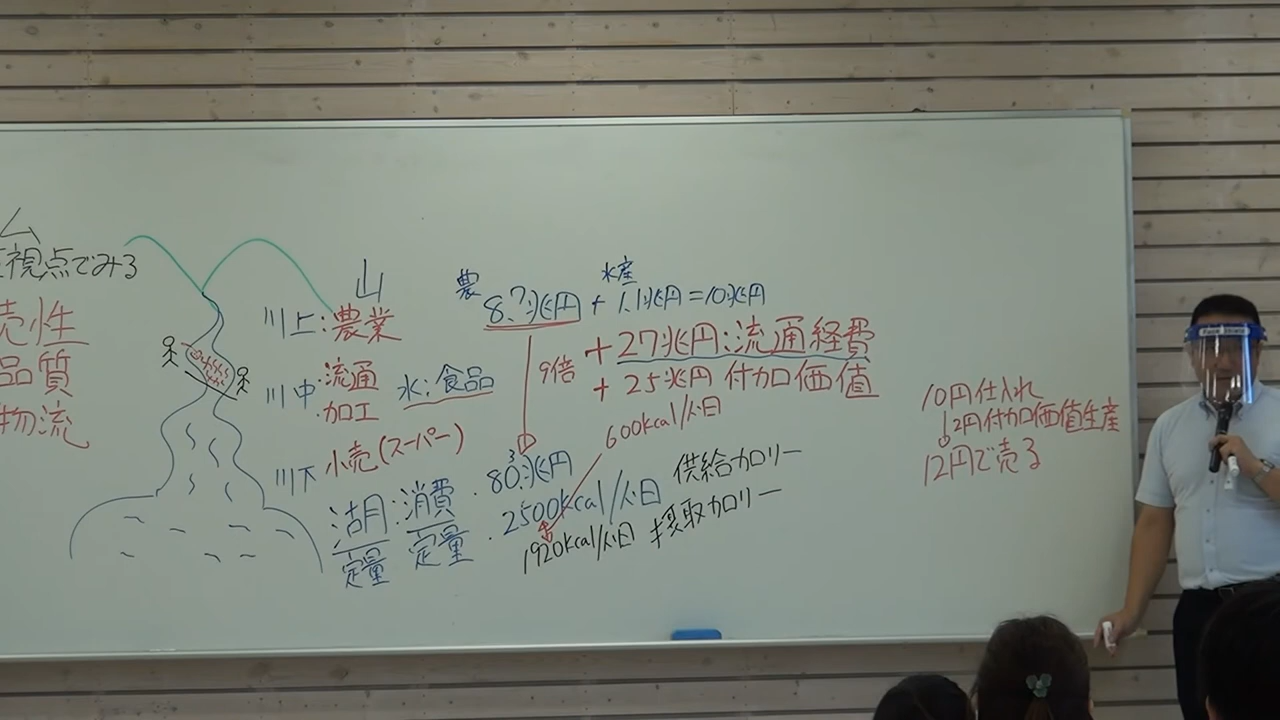 ム
視点でみる
売性
品質
物流
山
川上:農業
川中
流通
加工
水:食品
川下
小売(スーパー)
湖:消費
定量 定量
農 水産
8.7兆円+1.1兆円=10兆円
9倍
+27兆円:流通経費
+25兆円 付加価値
600kcal/人・日
・80兆円
・2500kcal/人・日 供給カロリー
1920kcal/人・日 摂取カロリー
10円仕入れ
↓2円付加価値生産
12円で売る